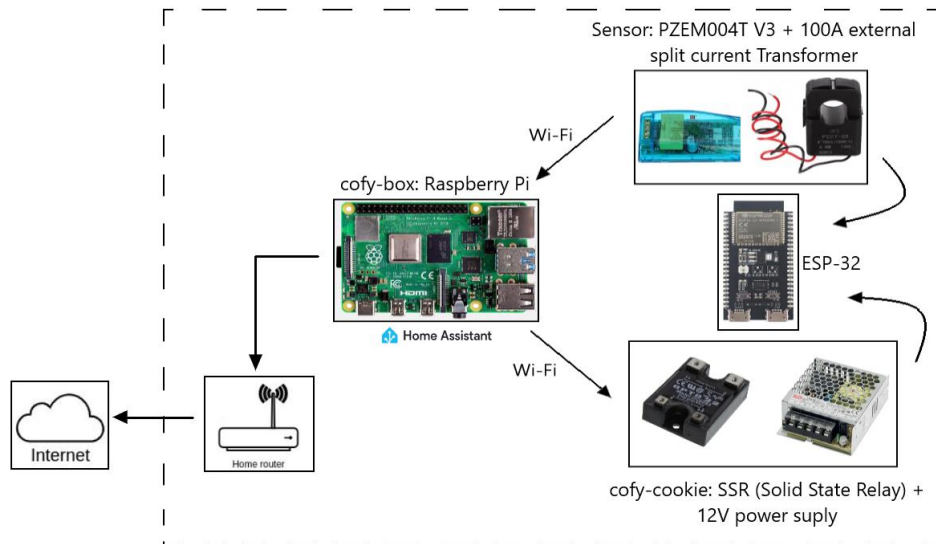 Sensor: PZEM004T V3 + 100A external
split current Transformer
Wi-Fi
cofy-box: Raspberry Pi
HDMI
ESP-32
Home Assistant
Wi-Fi
Internet
Home router
cofy-cookie: SSR (Solid State Relay) +
12V power suply